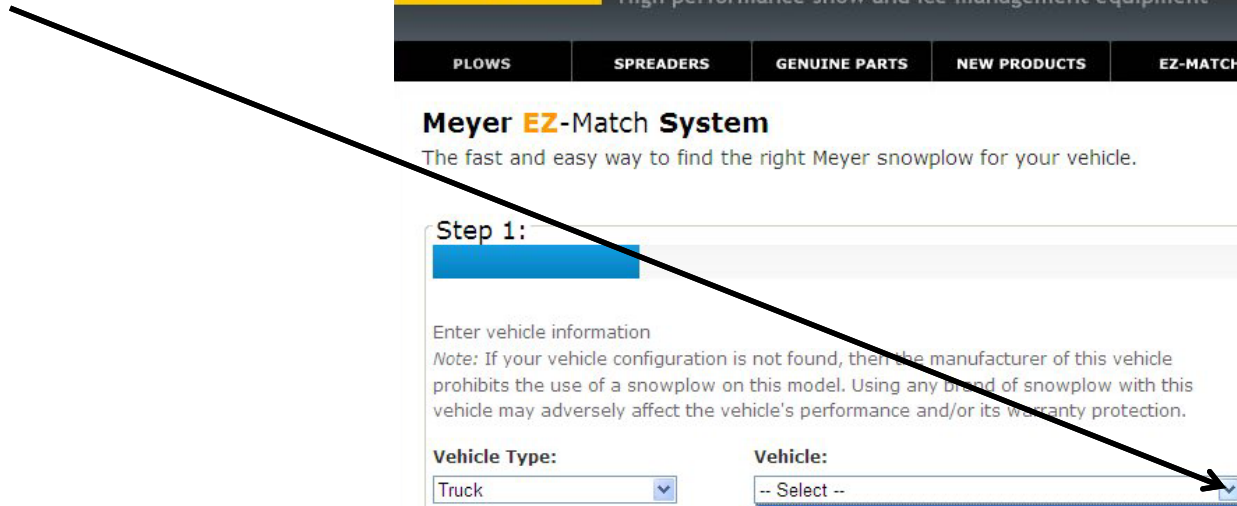 High performance snow and ice management equipment
PLOWS SPREADERS GENUINE PARTS NEW PRODUCTS EZ-MATCH
Meyer EZ-Match System
The fast and easy way to find the right Meyer snowplow for your vehicle.
Step 1:
Enter vehicle information
Note: If your vehicle configuration is not found, then the manufacturer of this vehicle
prohibits the use of a snowplow on this model. Using any brand of snowplow with this
vehicle may adversely affect the vehicle's performance and/or its warranty protection.
Vehicle Type: Vehicle:
Truck -- Select --